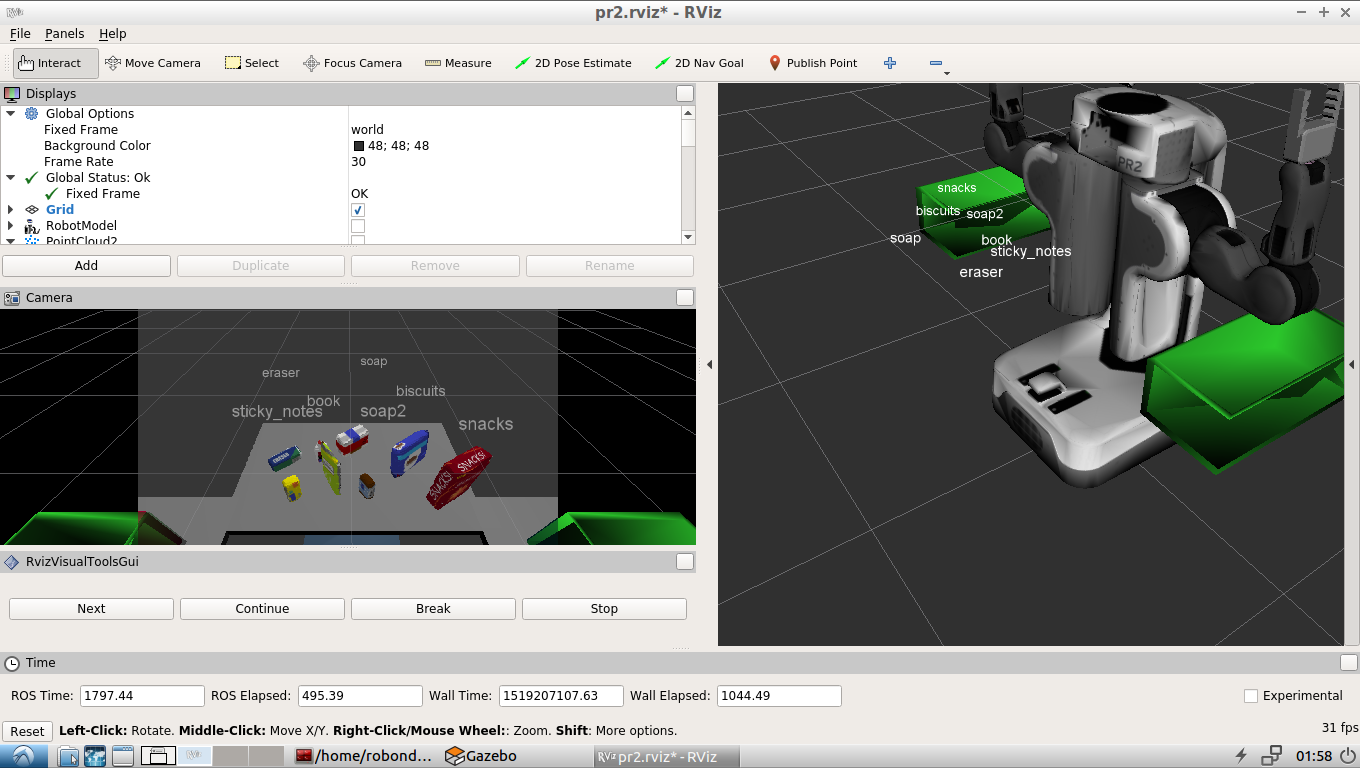 pr2.rviz* - RViz
File Panels Help
Interact Move Camera Select Focus Camera Measure 2D Pose Estimate 2D Nav Goal Publish Point
Displays
Global Options
Fixed Frame world
Background Color 48; 48; 48
Frame Rate 30
Global Status: Ok
Fixed Frame OK
Grid
RobotModel
PointCloud2
Add Duplicate Remove Rename
Camera
soap
eraser
biscuits
book
sticky_notes soap2
snacks
SNACKS!
SNACKS!
RvizVisualToolsGui
Next Continue Break Stop
PR2
snacks
biscuits soap2
soap book
sticky_notes
eraser
Time
ROS Time: 1797.44 ROS Elapsed: 495.39 Wall Time: 1519207107.63 Wall Elapsed: 1044.49 Experimental
Reset Left-Click: Rotate. Middle-Click: Move X/Y. Right-Click/Mouse Wheel:: Zoom. Shift: More options. 31 fps
/home/robond... Gazebo RViz pr2.rviz* - RViz 01:58